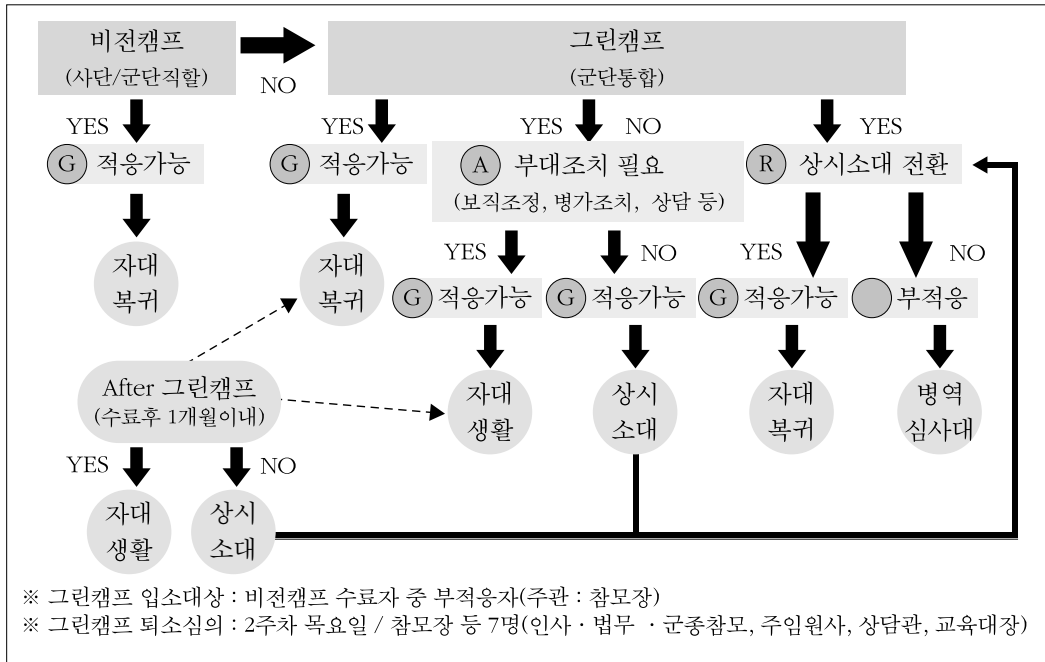 비전캠프
(사단/군단직할)
NO
그린캠프
(군단통합)
YES
YES
YES
NO
YES
G 적응가능
G 적응가능
A 부대조치 필요
(보직조정, 병가조치, 상담 등)
R 상시소대 전환
자대
복귀
자대
복귀
YES
NO
YES
NO
G 적응가능
G 적응가능
G 적응가능
부적응
After 그린캠프
(수료후 1개월이내)
자대
생활
상시
소대
자대
복귀
병역
심사대
YES
NO
자대
생활
상시
소대
※ 그린캠프 입소대상 : 비전캠프 수료자 중 부적응자(주관 : 참모장)
※ 그린캠프 퇴소심의 : 2주차 목요일 / 참모장 등 7명(인사 · 법무 · 군종참모, 주임원사, 상담관, 교육대장)